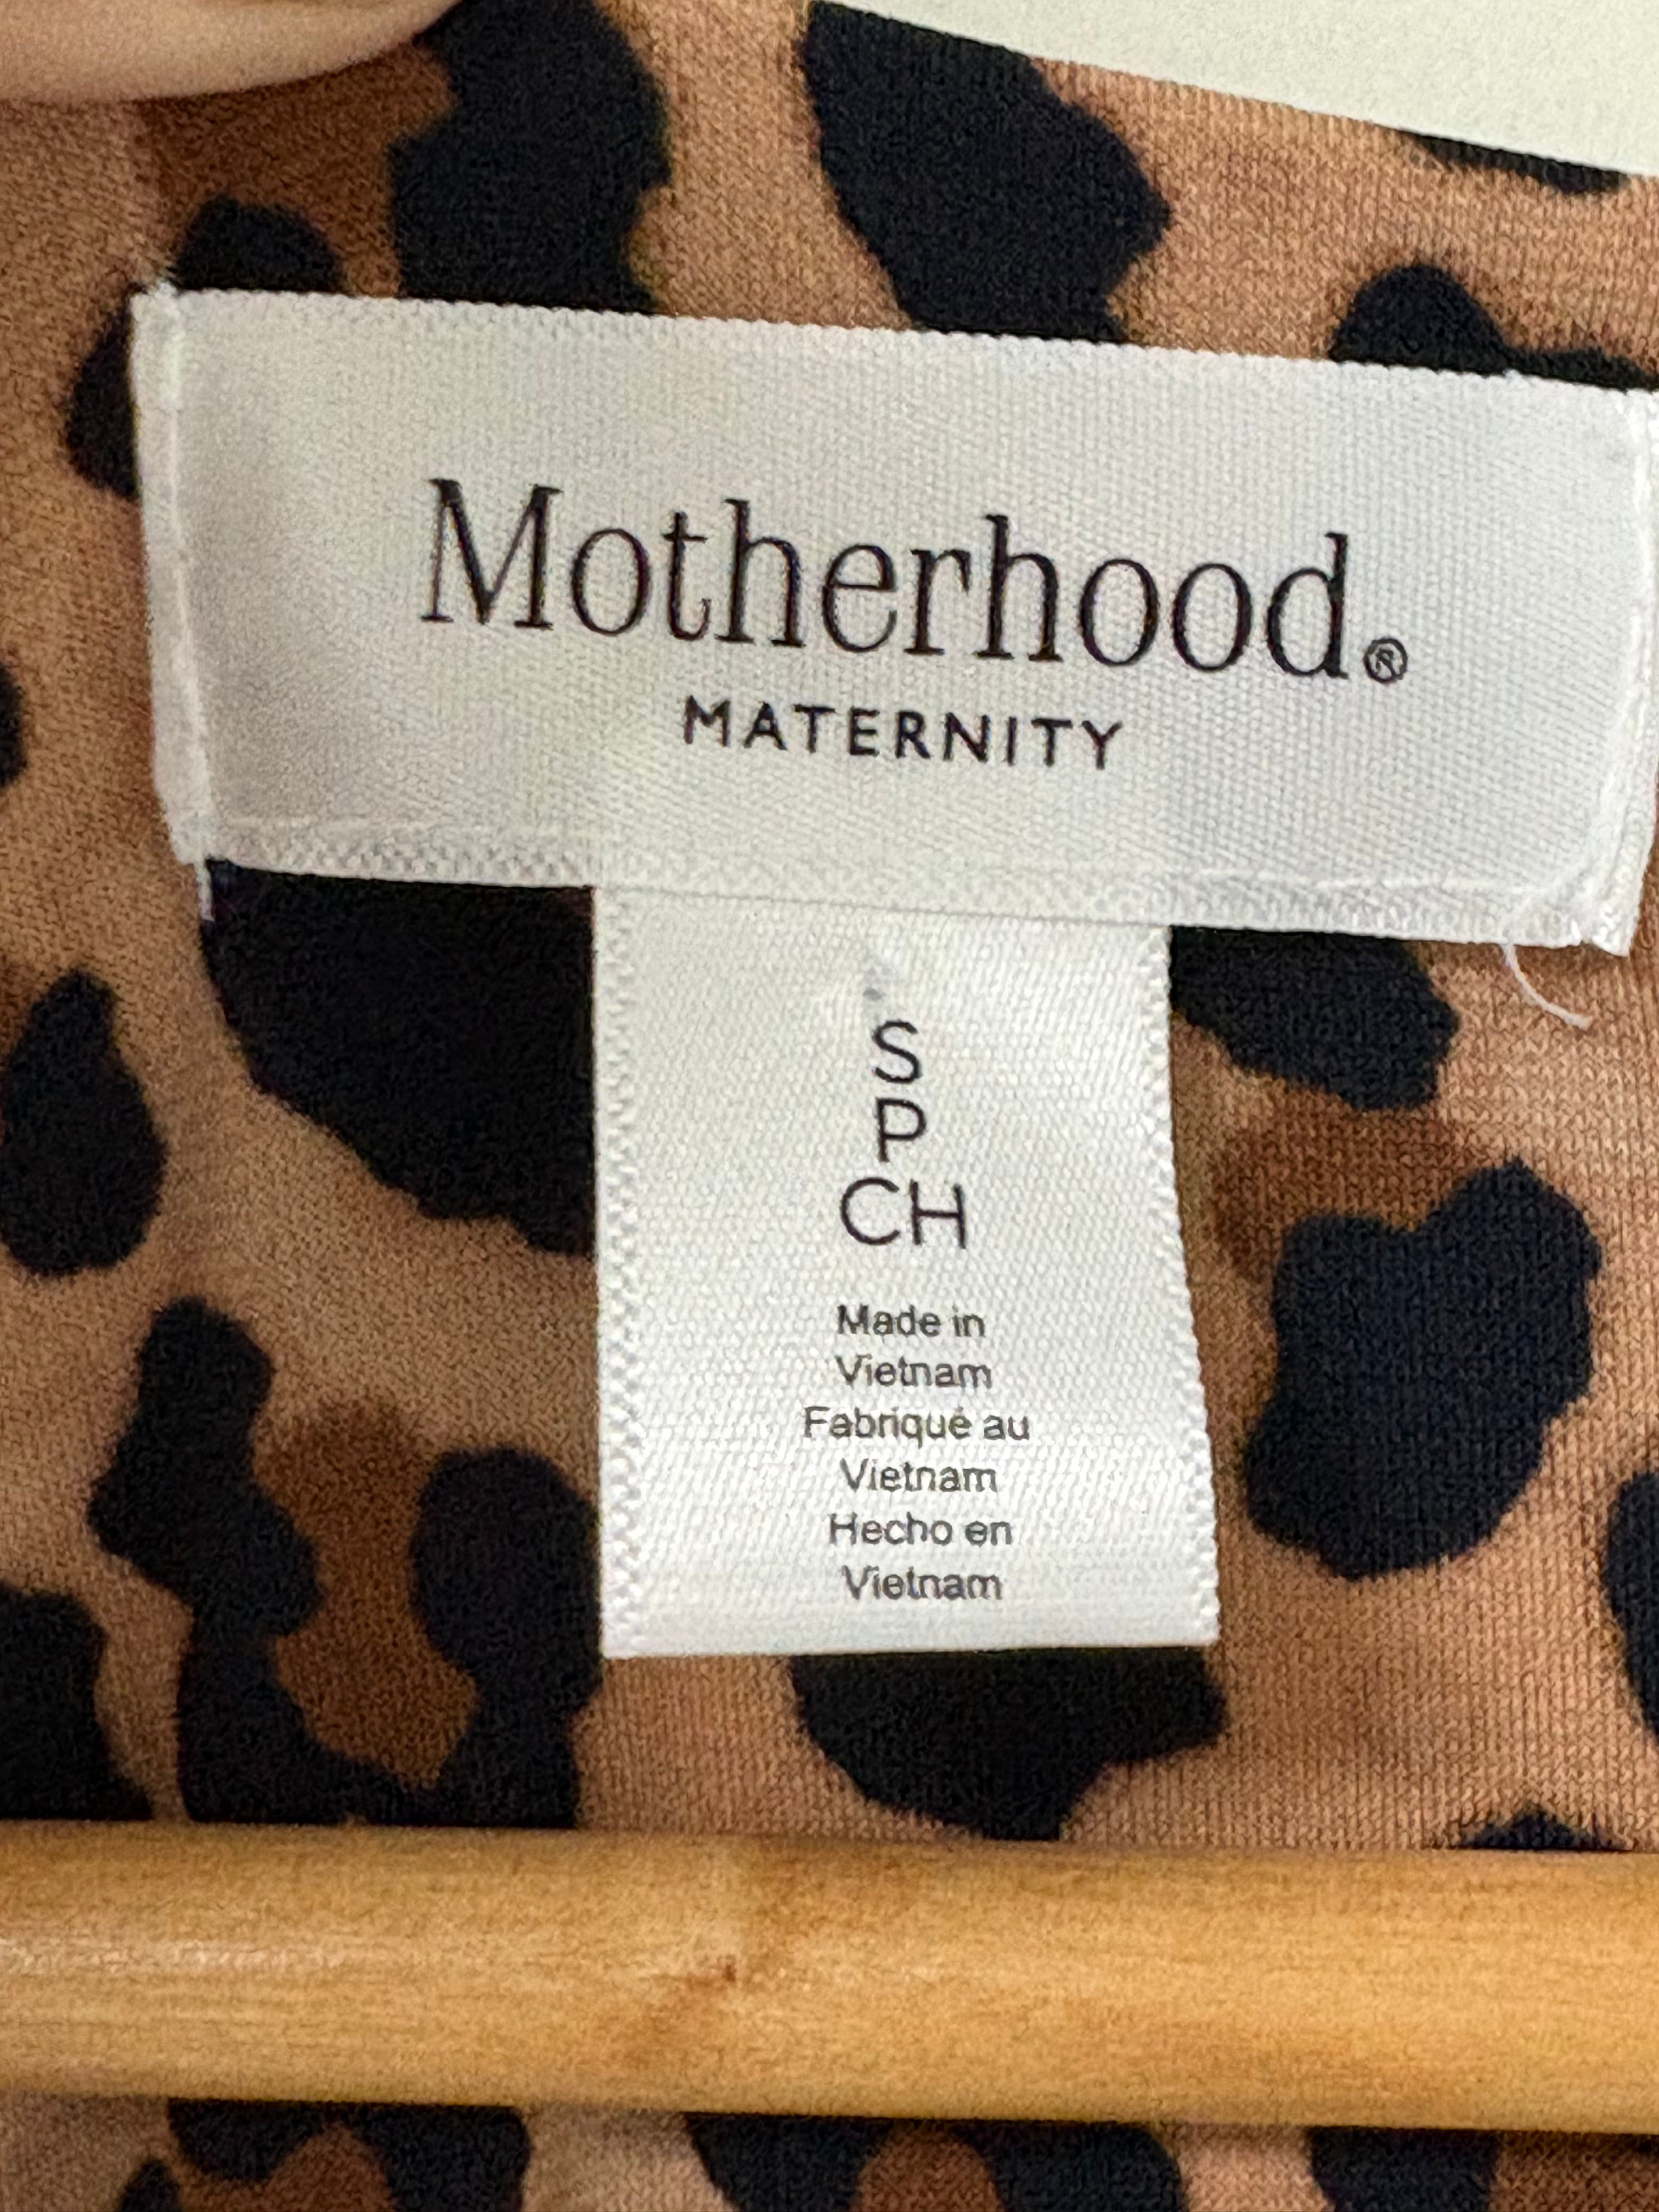 Motherhood®
MATERNITY
S
P
CH
Made in
Vietnam
Fabriqué au
Vietnam
Hecho en
Vietnam